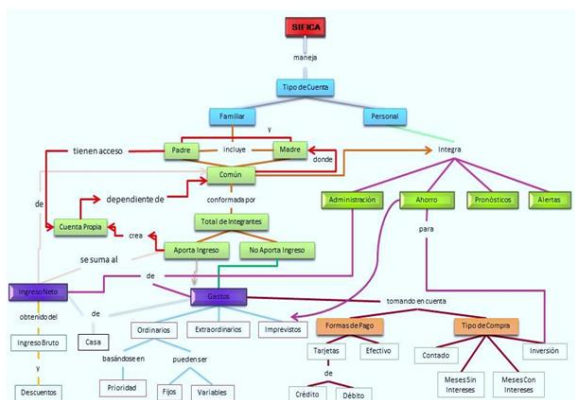 SIFICA
maneja
Tipo de Cuenta
Familiar
Personal
y
Padre
incluye
Madre
tienen acceso
donde
Integra
Común
dependiente de
conformada por
de
Administración
Ahorro
Pronósticos
Alertas
Total de Integrantes
Cuenta Propia
crea
para
Aporta Ingreso
No Aporta Ingreso
se suma al
de
Ingreso Neto
Gastos
tomando en cuenta
obtenido del
de
Ordinarios
Extraordinarios
Imprevistos
Formas de Pago
Tipo de Compra
Ingreso Bruto
Casa
basándose en
pueden ser
Tarjetas
Efectivo
Contado
Inversión
y
de
Descuentos
Prioridad
Fijos
Variables
Crédito
Débito
Meses Sin
Intereses
Meses Con
Intereses